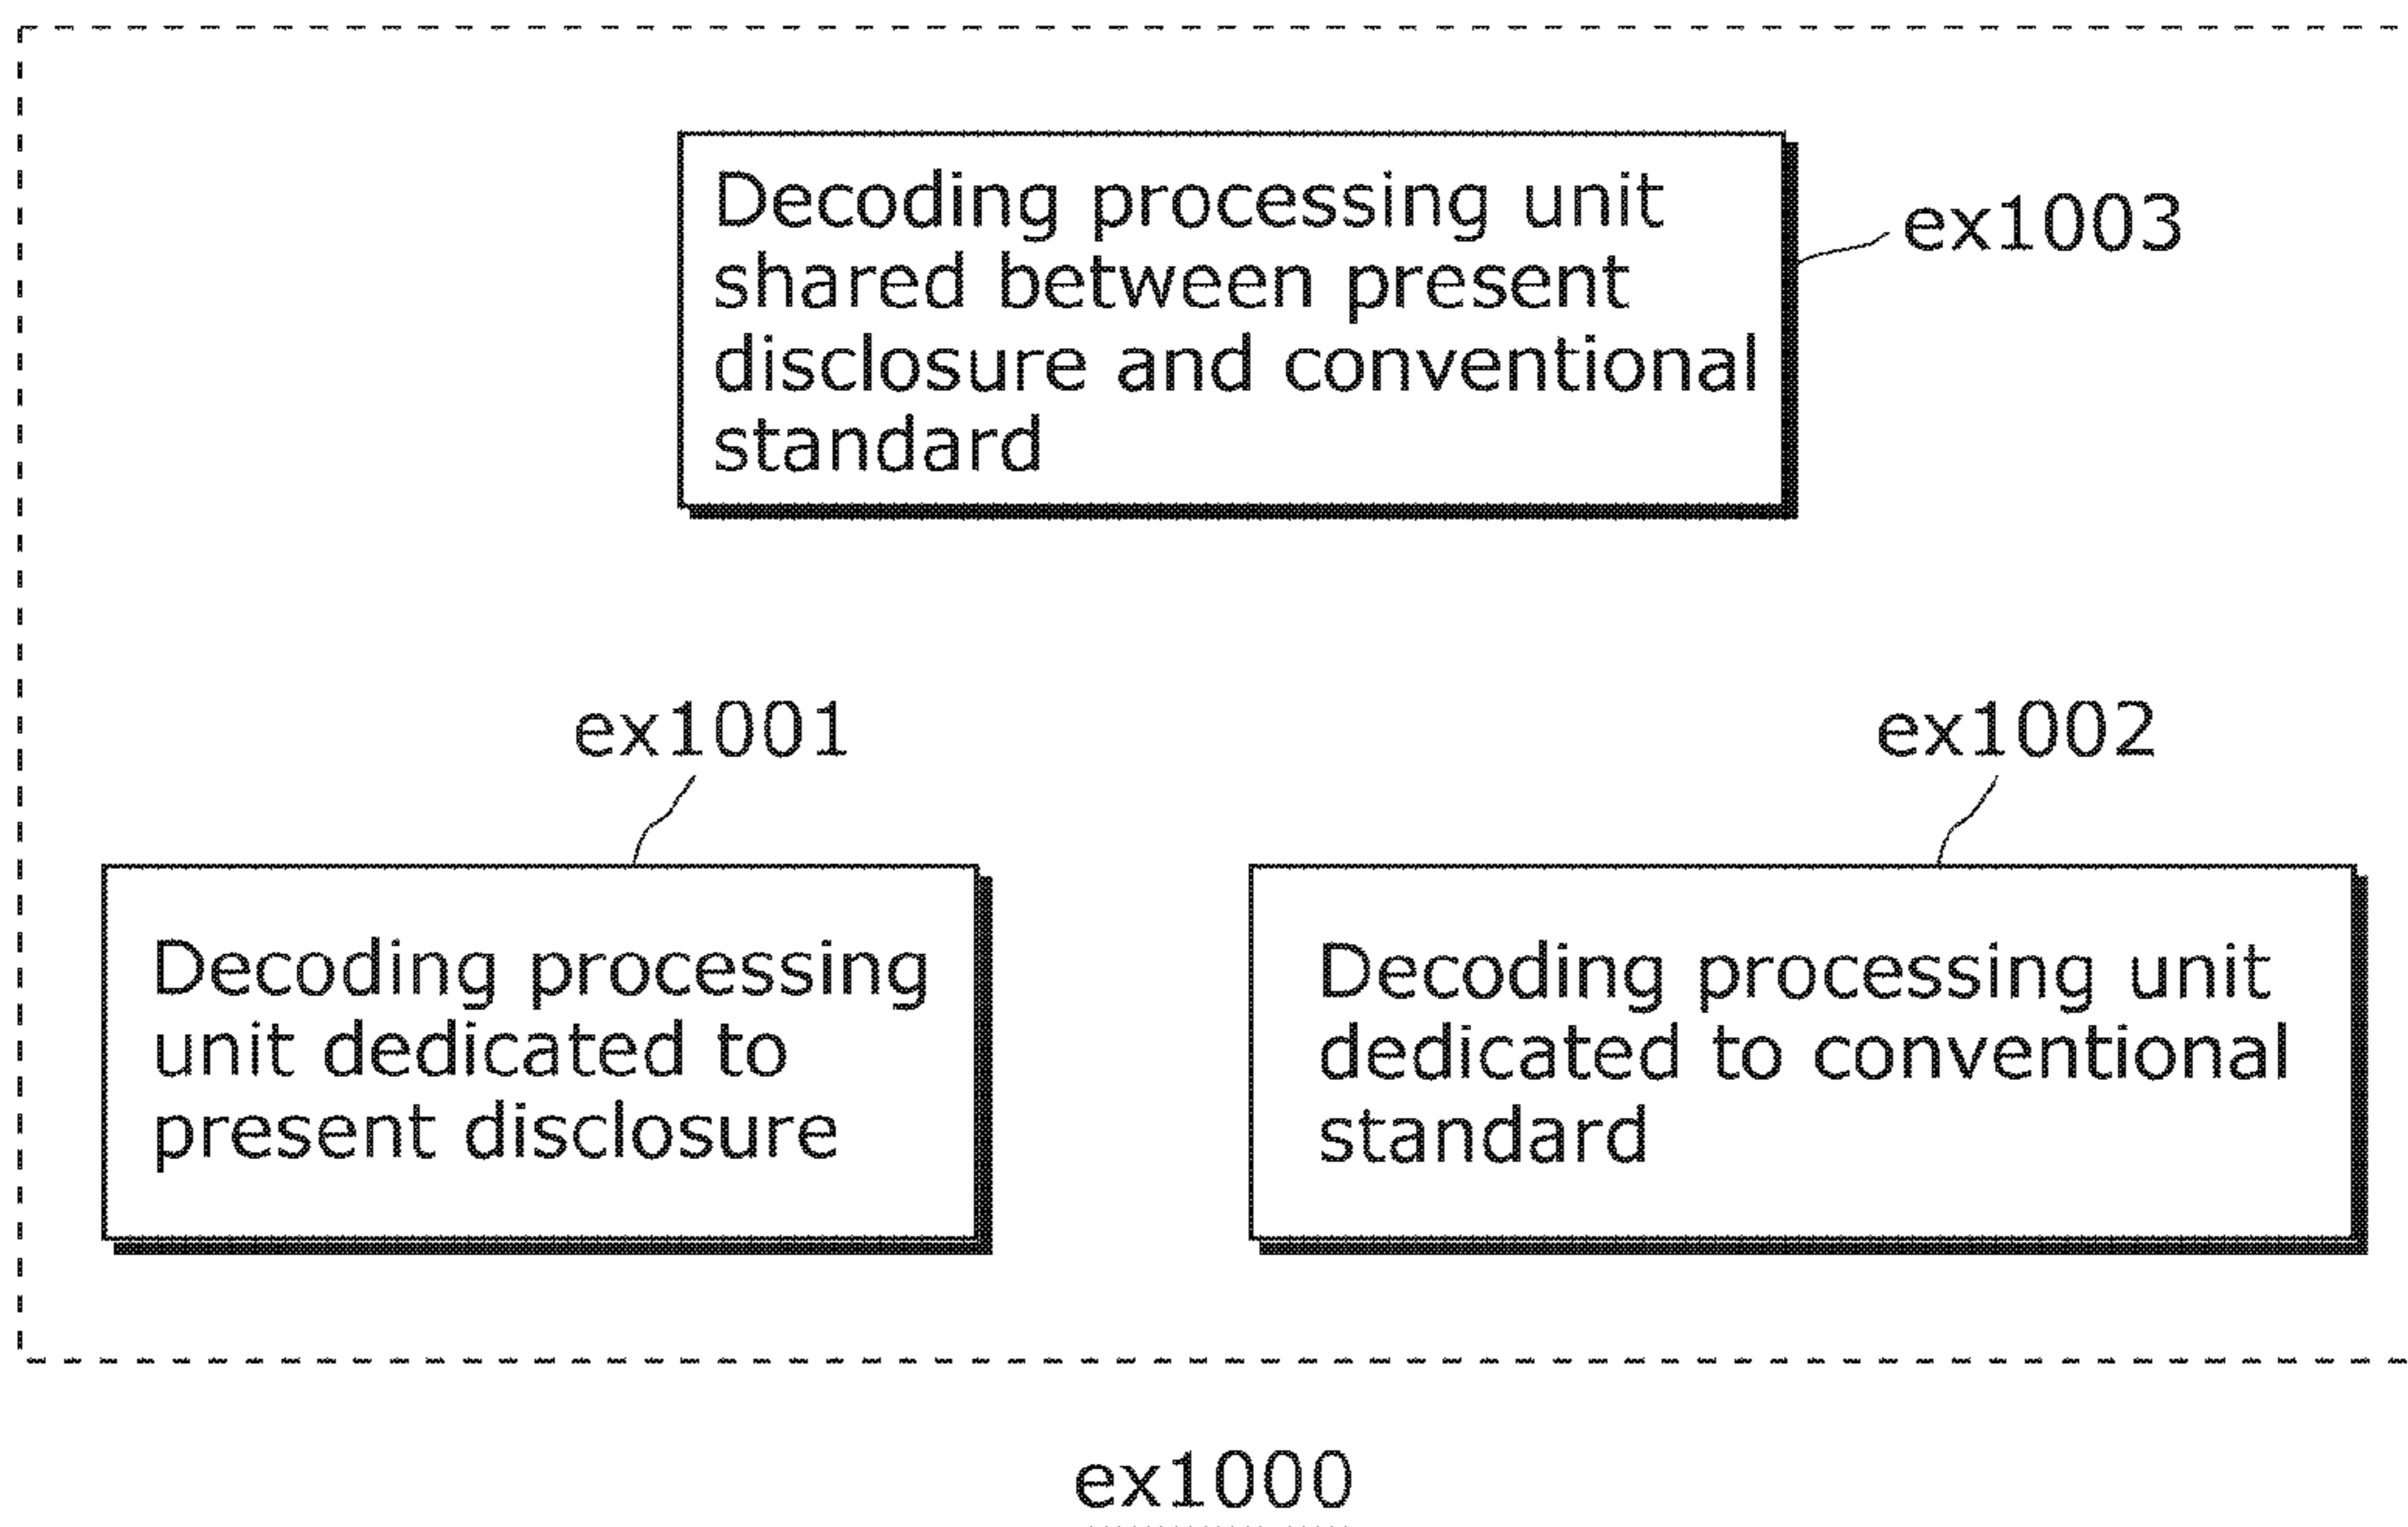 Decoding processing unit
shared between present
disclosure and conventional
standard
ex1003
ex1001
ex1002
Decoding processing
unit dedicated to
present disclosure
Decoding processing unit
dedicated to conventional
standard
ex1000